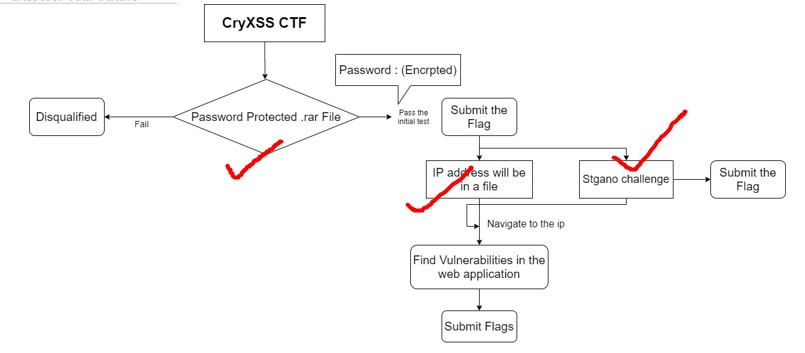 CryXSS CTF
Password : (Encrpted)
Disqualified
Fail
Password Protected .rar File
Pass the
initial test
Submit the
Flag
IP address will be
in a file
Stgano challenge
Submit the
Flag
Navigate to the ip
Find Vulnerabilities in the
web application
Submit Flags